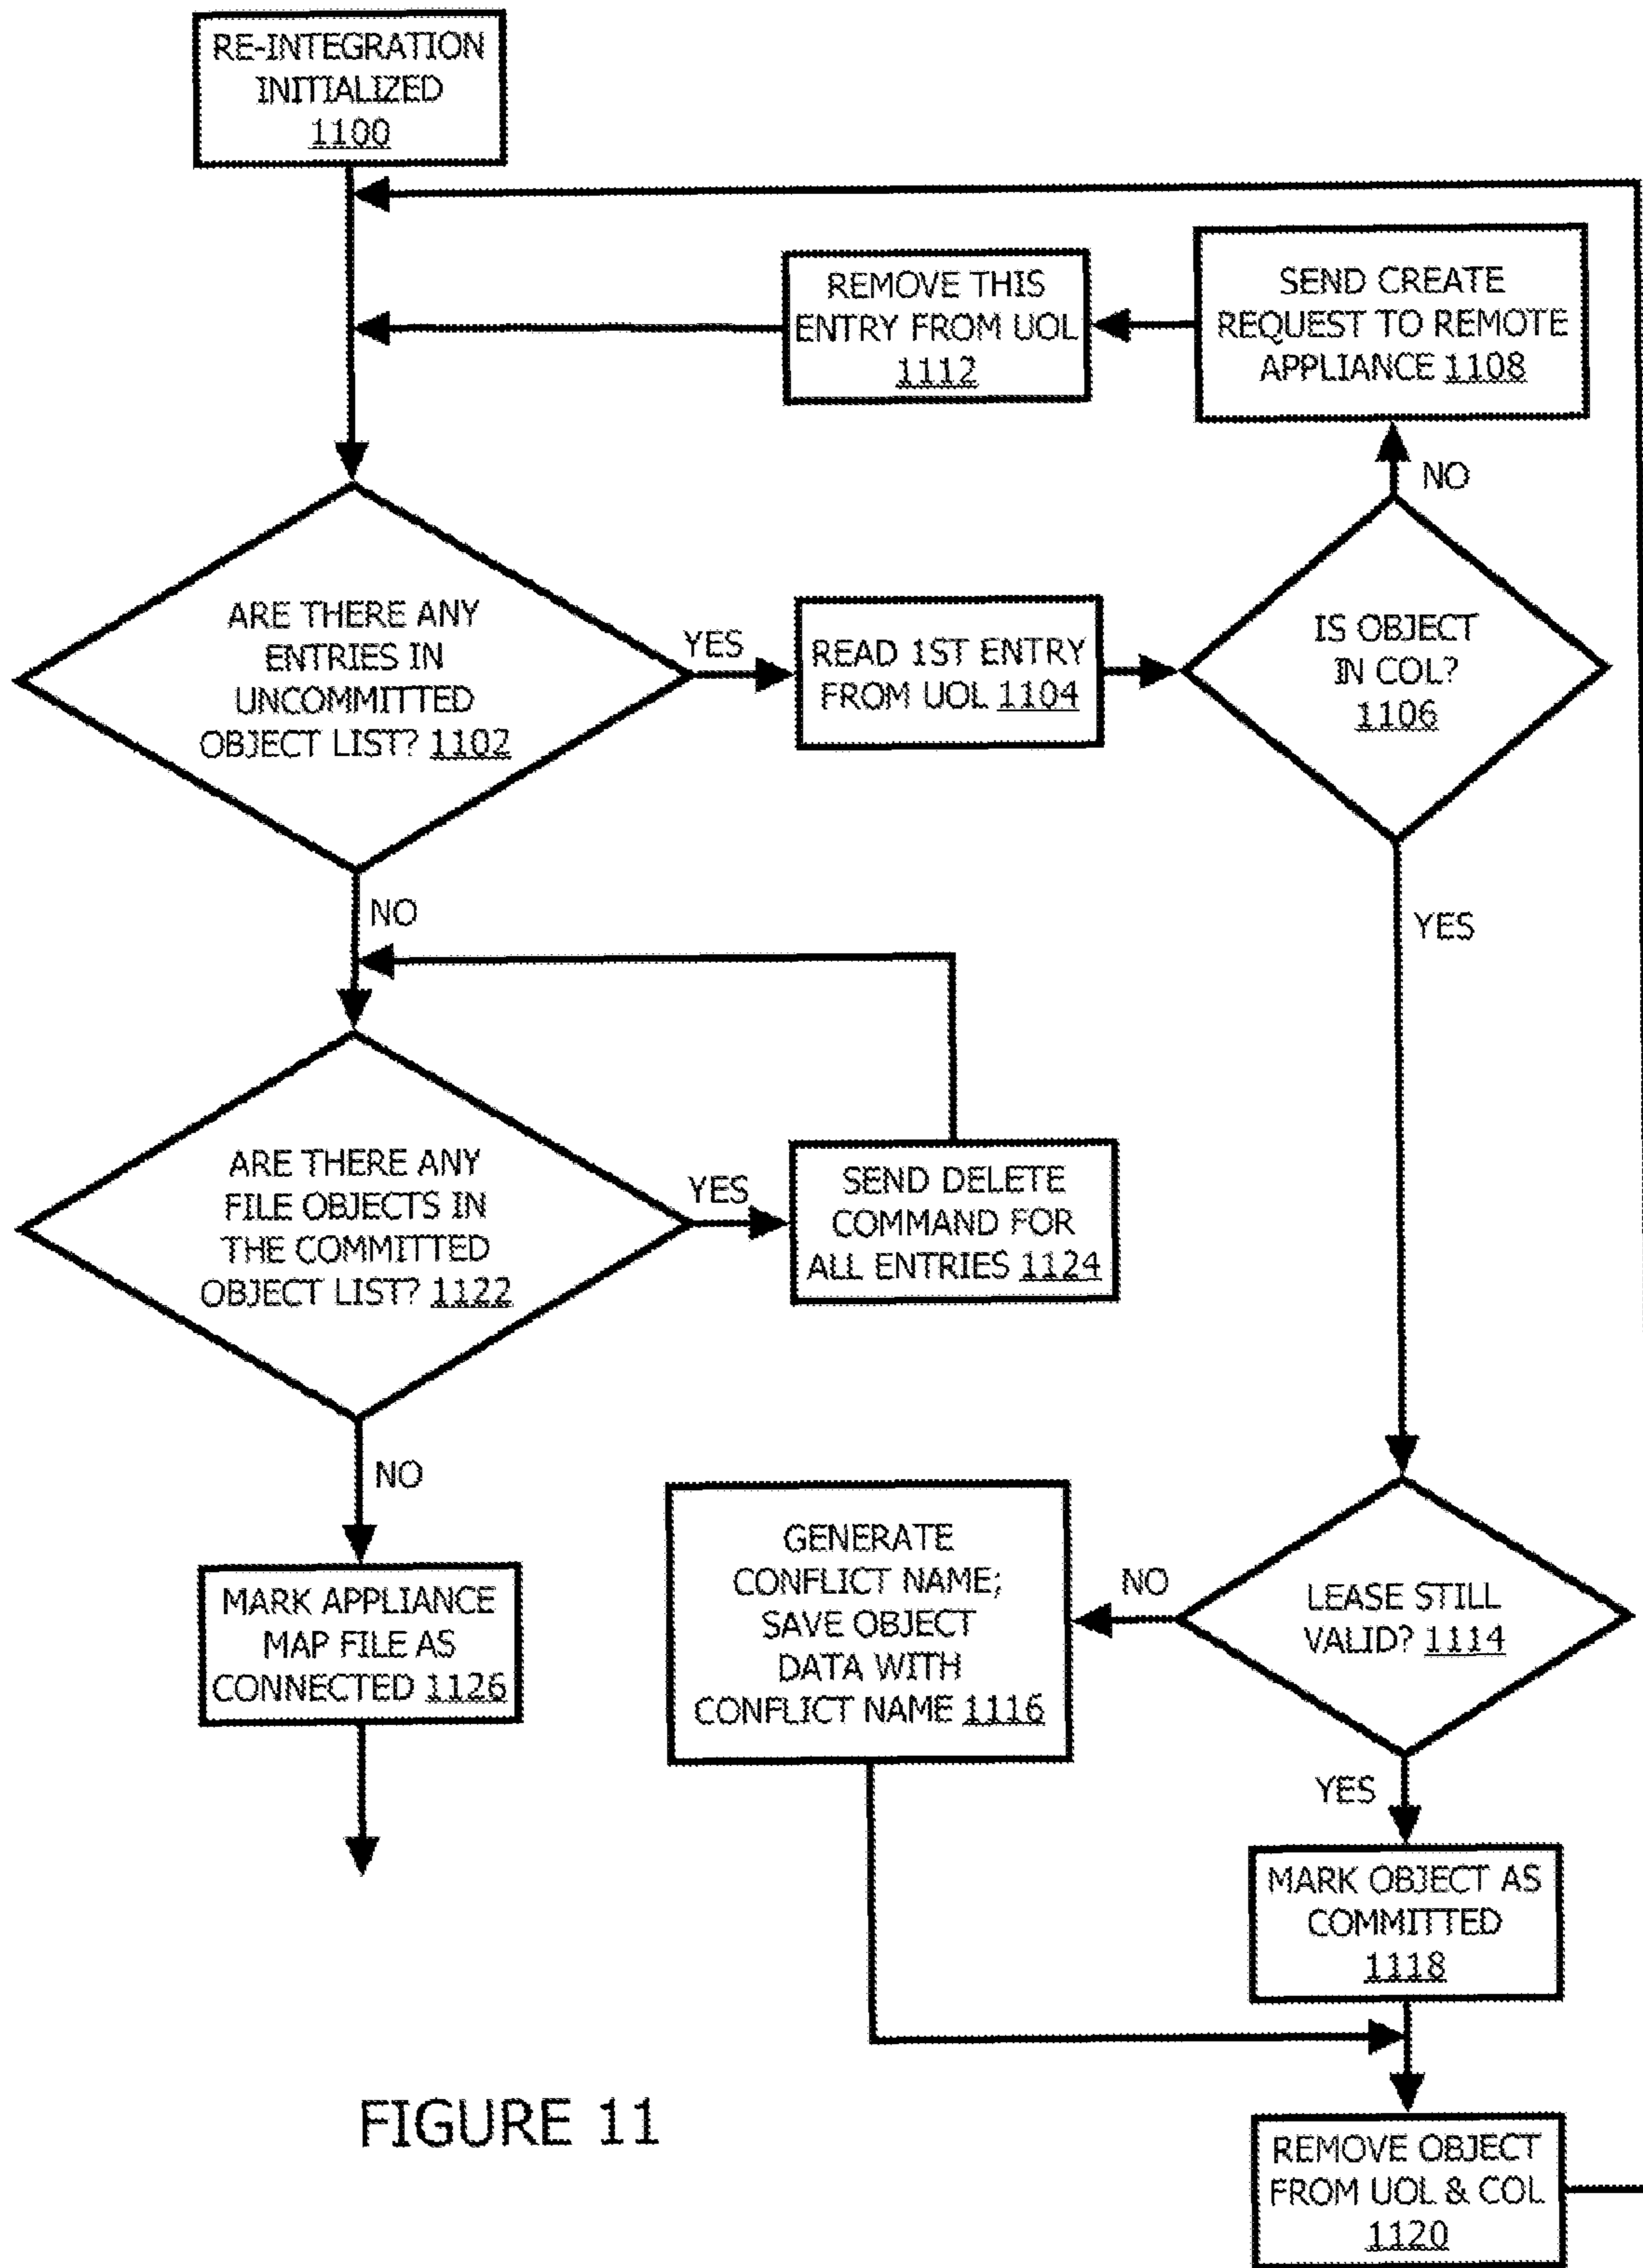 RE-INTEGRATION
INITIALIZED
1100
REMOVE THIS
ENTRY FROM UOL
1112
SEND CREATE
REQUEST TO REMOTE
APPLIANCE 1108
NO
ARE THERE ANY
ENTRIES IN
UNCOMMITTED
OBJECT LIST? 1102
YES
READ 1ST ENTRY
FROM UOL 1104
IS OBJECT
IN COL?
1106
NO
YES
ARE THERE ANY
FILE OBJECTS IN
THE COMMITTED
OBJECT LIST? 1122
YES
SEND DELETE
COMMAND FOR
ALL ENTRIES 1124
NO
MARK APPLIANCE
MAP FILE AS
CONNECTED 1126
GENERATE
CONFLICT NAME;
SAVE OBJECT
DATA WITH
CONFLICT NAME 1116
NO
LEASE STILL
VALID? 1114
YES
MARK OBJECT AS
COMMITTED
1118
REMOVE OBJECT
FROM UOL & COL
1120
FIGURE 11